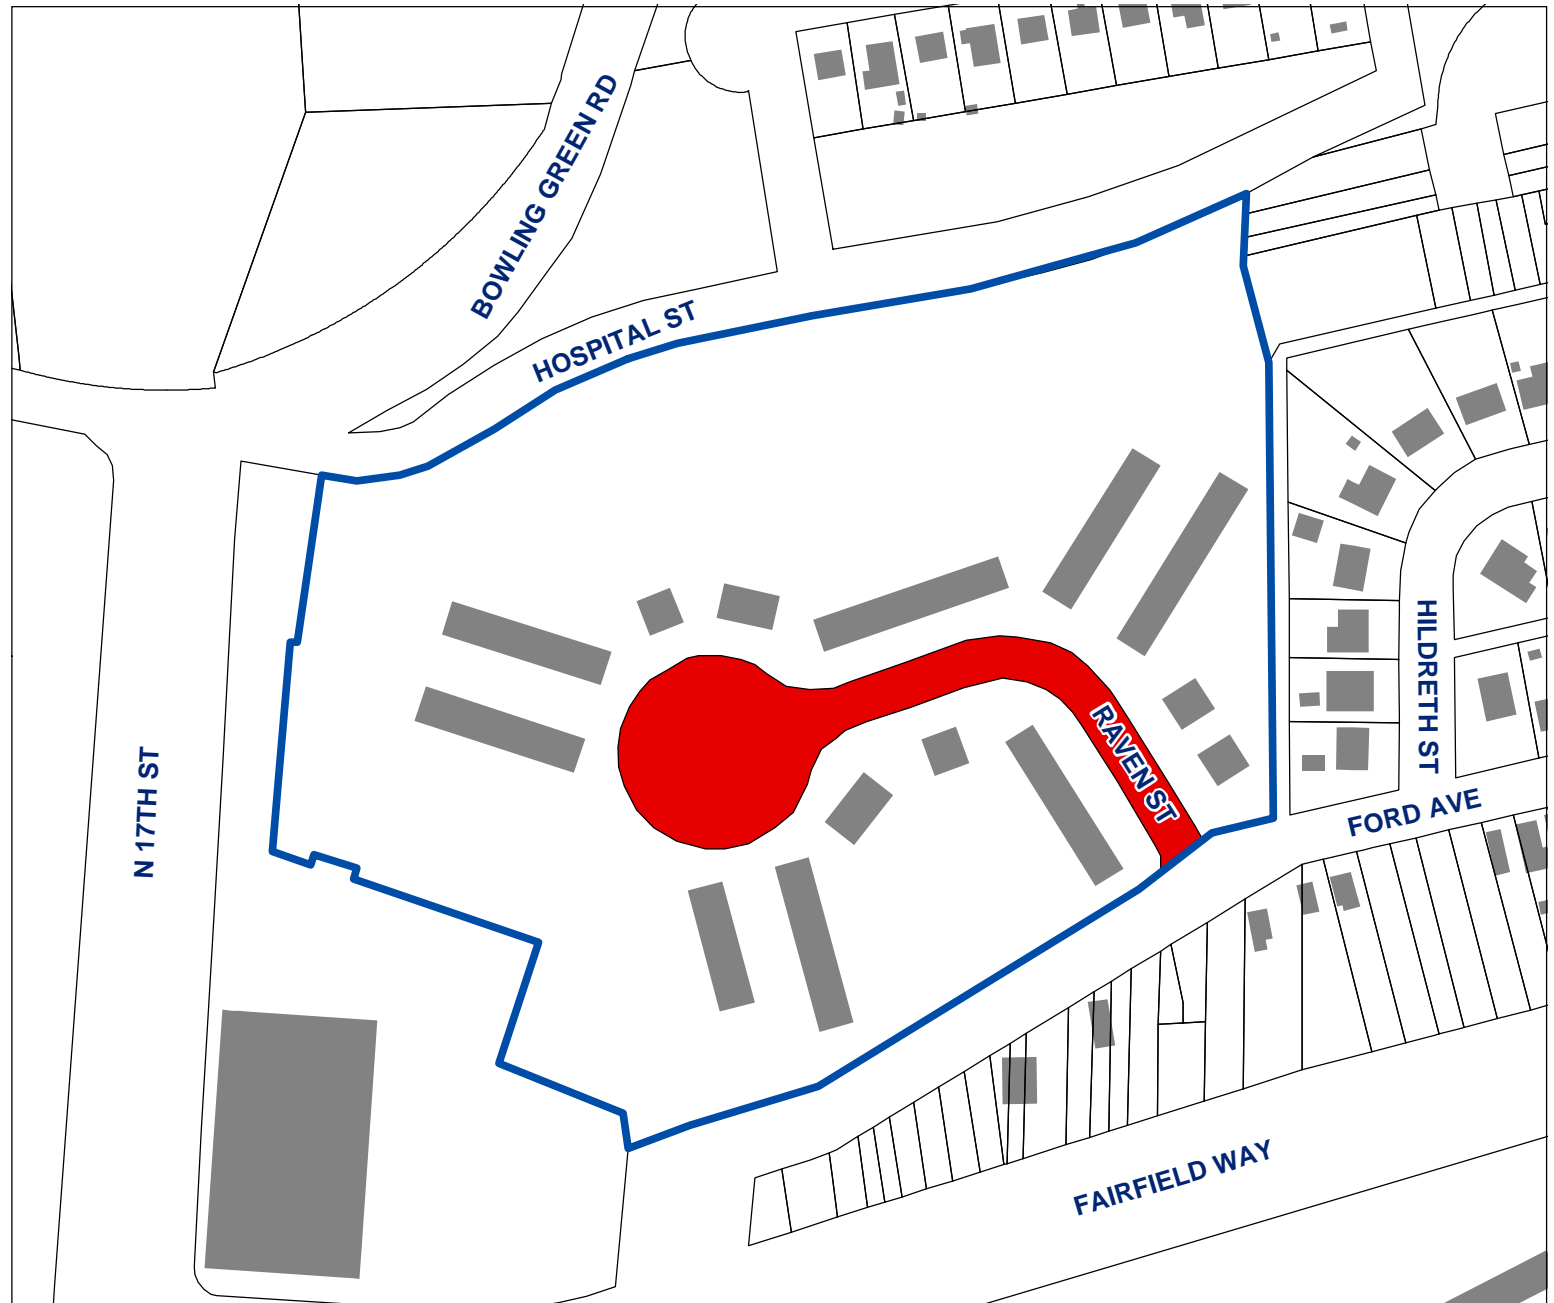 BOWLING GREEN RD
HOSPITAL ST
HILDRETH ST
RAVEN ST
N 17TH ST
FORD AVE
FAIRFIELD WAY